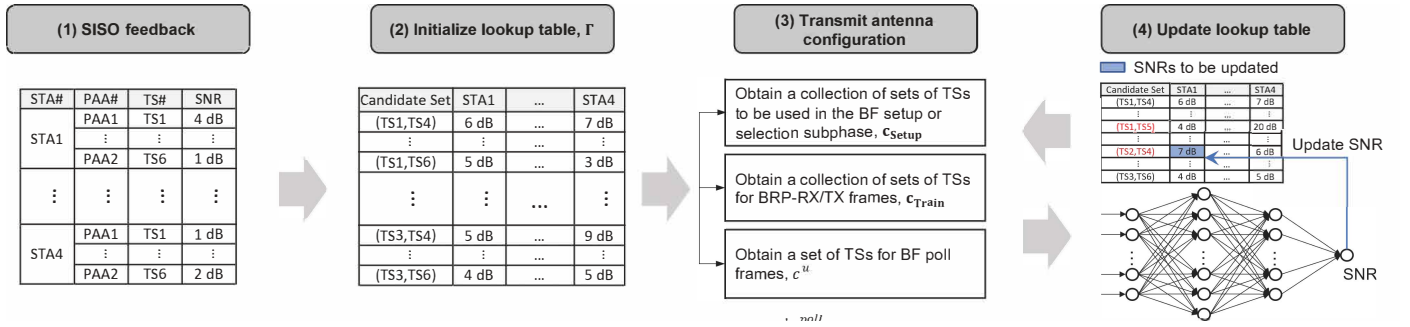 (1) SISO feedback
STA# PAA# TS# SNR
STA1
PAA1 TS1 4 dB
⋮ ⋮ ⋮
PAA2 TS6 1 dB
⋮ ⋮ ⋮ ⋮
STA4
PAA1 TS1 1 dB
⋮ ⋮ ⋮
PAA2 TS6 2 dB
(2) Initialize lookup table, Γ
Candidate Set STA1 ... STA4
(TS1,TS4) 6 dB ... 7 dB
⋮ ⋮ ... ⋮
(TS1,TS6) 5 dB ... 3 dB
⋮ ⋮ ... ⋮
(TS3,TS4) 5 dB ... 9 dB
⋮ ⋮ ... ⋮
(TS3,TS6) 4 dB ... 5 dB
(3) Transmit antenna
configuration
Obtain a collection of sets of TSs
to be used in the BF setup or
selection subphase, c_Setup
Obtain a collection of sets of TSs
for BRP-RX/TX frames, c_Train
Obtain a set of TSs for BF poll
frames, c^u
poll
(4) Update lookup table
SNRs to be updated
Candidate Set STA1 ... STA4
(TS1,TS4) 6 dB ... 7 dB
⋮ ⋮ ... ⋮
(TS1,TS5) 4 dB ... 20 dB
⋮ ⋮ ... ⋮
(TS2,TS4) 7 dB ... 6 dB
⋮ ⋮ ... ⋮
(TS3,TS6) 4 dB ... 5 dB
Update SNR
SNR